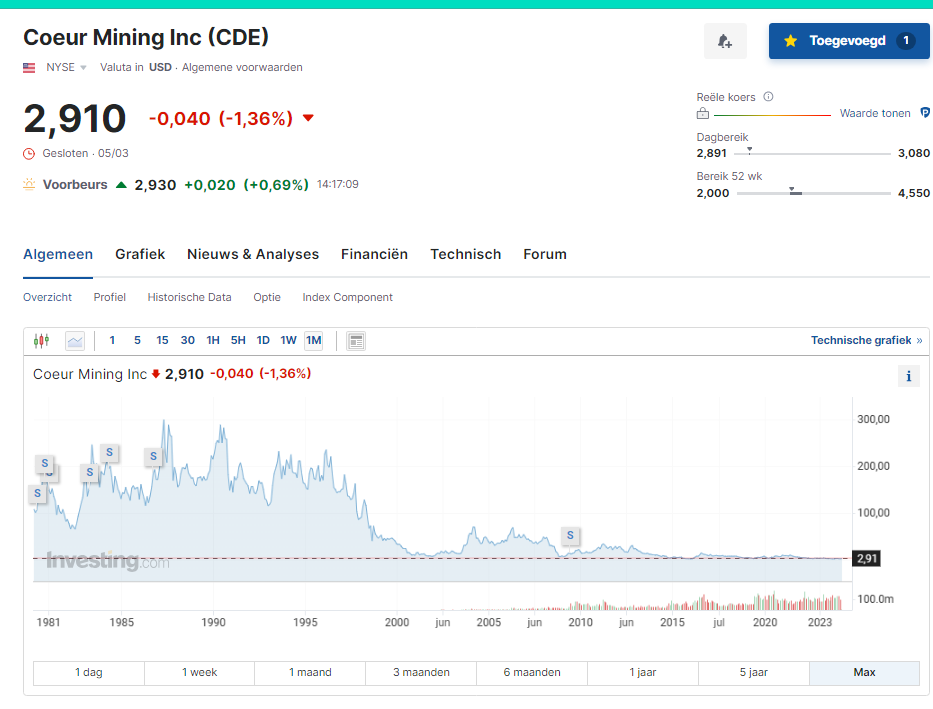 Coeur Mining Inc (CDE)
Toegevoegd 1
NYSE Valuta in USD · Algemene voorwaarden
2,910 -0,040 (-1,36%)
Gesloten · 05/03
Voorbeurs 2,930 +0,020 (+0,69%) 14:17:09
Reële koers
Waarde tonen
Dagbereik
2,891 3,080
Bereik 52 wk
2,000 4,550
Algemeen Grafiek Nieuws & Analyses Financiën Technisch Forum
Overzicht Profiel Historische Data Optie Index Component
1 5 15 30 1H 5H 1D 1W 1M
Technische grafiek »
Coeur Mining Inc 2,910 -0,040 (-1,36%)
i
300,00
200,00
100,00
2,91
100.0m
S
S
S
S
S
S
S
Investing.com
1981 1985 1990 1995 2000 jun 2005 jun 2010 jun 2015 jul 2020 2023
1 dag 1 week 1 maand 3 maanden 6 maanden 1 jaar 5 jaar Max